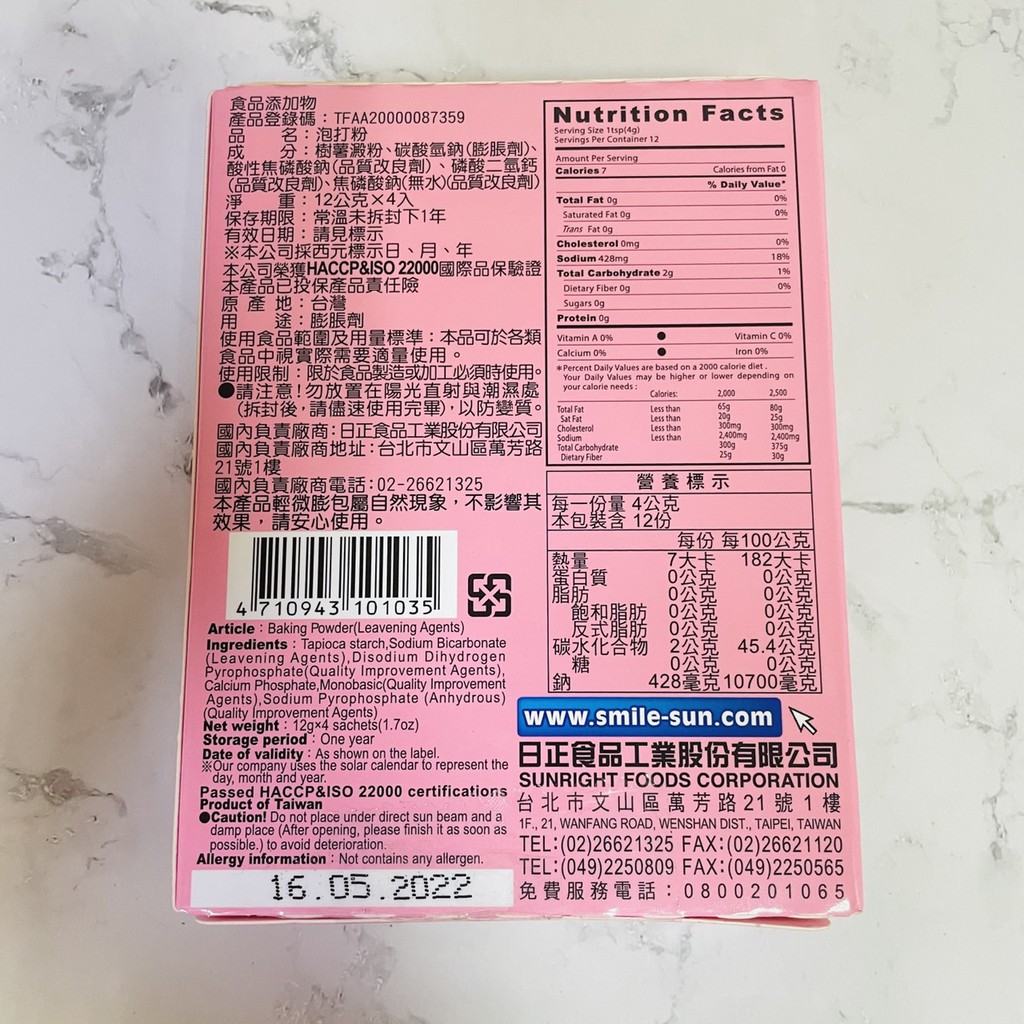 食品添加物
產品登錄碼：TFAA20000087359
品　　名：泡打粉
成　　分：樹薯澱粉、碳酸氫鈉(膨脹劑)、
酸性焦磷酸鈉(品質改良劑)、磷酸二氫鈣
(品質改良劑)、焦磷酸鈉(無水)(品質改良劑)
淨　　重：12公克×4入
保存期限：常溫未拆封下1年
有效日期：請見標示
※本公司採西元標示日、月、年
本公司榮獲HACCP&ISO 22000國際品保驗證
本產品已投保產品責任險
原 產 地：台灣
用　　途：膨脹劑
使用食品範圍及用量標準：本品可於各類
食品中視實際需要適量使用。
使用限制：限於食品製造或加工必須時使用。
●請注意!勿放置在陽光直射與潮濕處
(拆封後，請儘速使用完畢)，以防變質。
國內負責廠商：日正食品工業股份有限公司
國內負責廠商地址：台北市文山區萬芳路
21號1樓
國內負責廠商電話：02-26621325
本產品輕微膨包屬自然現象，不影響其
效果，請安心使用。
4 710943 101035
Article：Baking Powder(Leavening Agents)
Ingredients：Tapioca starch,Sodium Bicarbonate
(Leavening Agents),Disodium Dihydrogen
Pyrophosphate(Quality Improvement Agents),
Calcium Phosphate,Monobasic(Quality Improvement
Agents),Sodium Pyrophosphate (Anhydrous)
(Quality Improvement Agents)
Net weight：12g×4 sachets(1.7oz)
Storage period：One year
Date of validity：As shown on the label.
※Our company uses the solar calendar to represent the
day, month and year.
Passed HACCP&ISO 22000 certifications
Product of Taiwan
●Caution! Do not place under direct sun beam and a
damp place (After opening, please finish it as soon as
possible.) to avoid deterioration.
Allergy information：Not contains any allergen.
16.05.2022
Nutrition Facts
Serving Size 1tsp(4g)
Servings Per Container 12
Amount Per Serving
Calories 7 Calories from Fat 0
% Daily Value*
Total Fat 0g 0%
Saturated Fat 0g 0%
Trans Fat 0g
Cholesterol 0mg 0%
Sodium 428mg 18%
Total Carbohydrate 2g 1%
Dietary Fiber 0g 0%
Sugars 0g
Protein 0g
Vitamin A 0% ● Vitamin C 0%
Calcium 0% ● Iron 0%
*Percent Daily Values are based on a 2000 calorie diet.
Your Daily Values may be higher or lower depending on
your calorie needs :
Calories: 2,000 2,500
Total Fat Less than 65g 80g
Sat Fat Less than 20g 25g
Cholesterol Less than 300mg 300mg
Sodium Less than 2,400mg 2,400mg
Total Carbohydrate 300g 375g
Dietary Fiber 25g 30g
營養標示
每一份量 4公克
本包裝含 12份
每份 每100公克
熱量 7大卡 182大卡
蛋白質 0公克 0公克
脂肪 0公克 0公克
飽和脂肪 0公克 0公克
反式脂肪 0公克 0公克
碳水化合物 2公克 45.4公克
糖 0公克 0公克
鈉 428毫克 10700毫克
www.smile-sun.com
日正食品工業股份有限公司
SUNRIGHT FOODS CORPORATION
台北市文山區萬芳路21號1樓
1F., 21, WANFANG ROAD, WENSHAN DIST., TAIPEI, TAIWAN
TEL:(02)26621325 FAX:(02)26621120
TEL:(049)2250809 FAX:(049)2250565
免費服務電話：0800201065